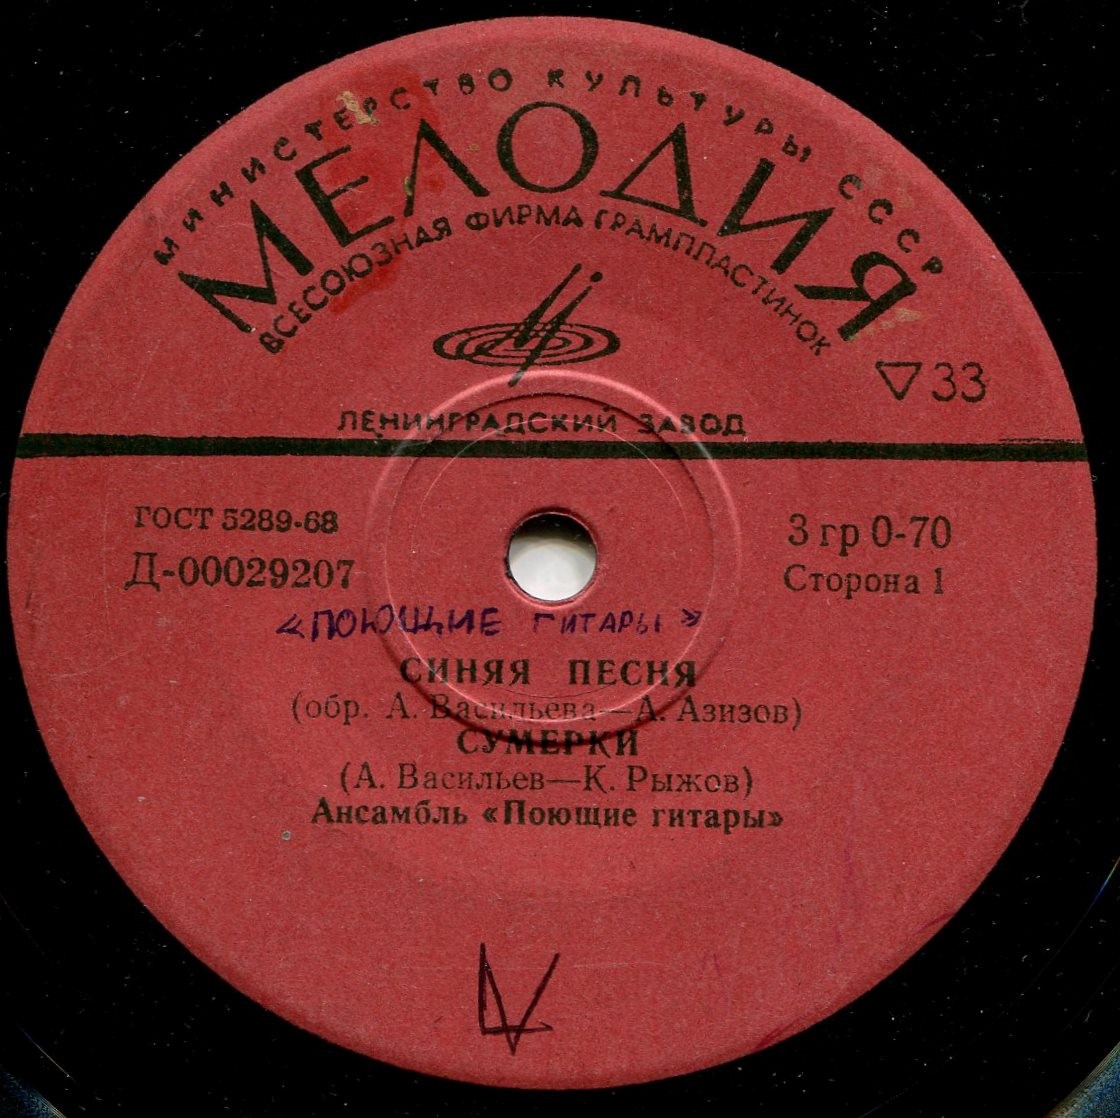 МИНИСТЕРСТВО КУЛЬТУРЫ СССР
МЕЛОДИЯ
ВСЕСОЮЗНАЯ ФИРМА ГРАМПЛАСТИНОК
33
ЛЕНИНГРАДСКИЙ ЗАВОД
ГОСТ 5289-68
3 гр 0-70
Д-00029207
Сторона 1
«ПОЮЩИЕ ГИТАРЫ»
СИНЯЯ ПЕСНЯ
(обр. А. Васильева—А. Азизов)
СУМЕРКИ
(А. Васильев—К. Рыжов)
Ансамбль «Поющие гитары»